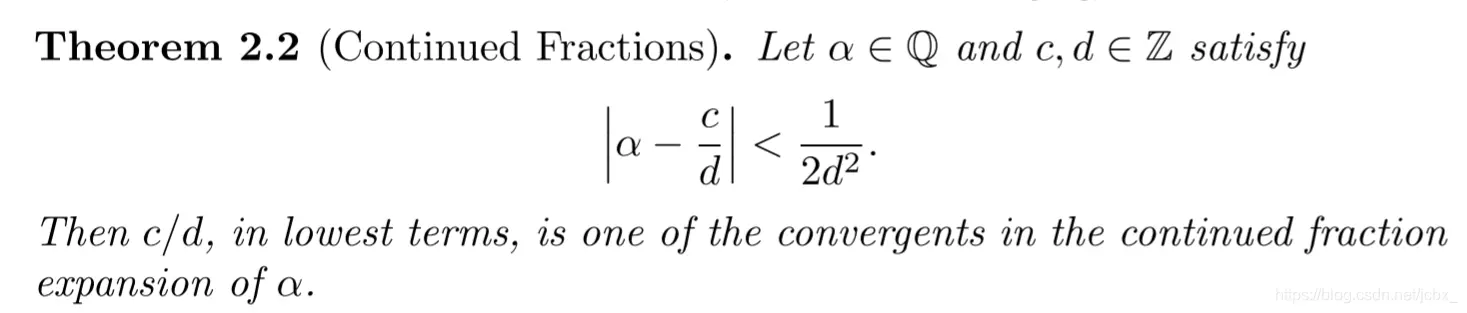 Theorem 2.2 (Continued Fractions). Let α ∈ ℚ and c, d ∈ ℤ satisfy
|α − c/d| < 1/2d².
Then c/d, in lowest terms, is one of the convergents in the continued fraction
expansion of α.
https://blog.csdn.net/jcbx_